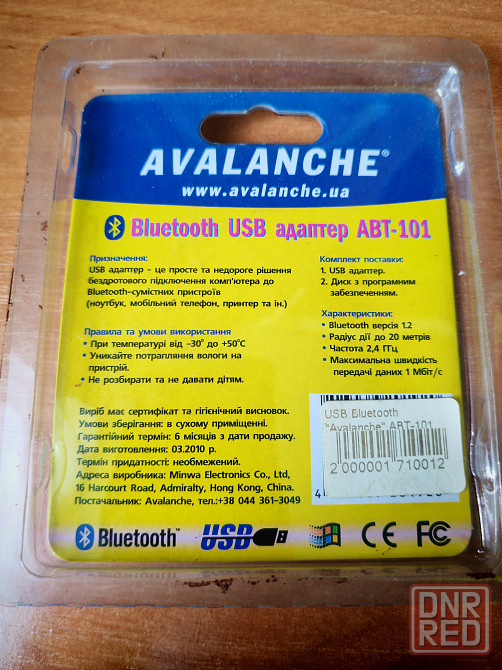 AVALANCHE®
www.avalanche.ua
Bluetooth USB адаптер ABT-101
Призначення:
USB адаптер - це просте та недороге рішення
бездротового підключення комп'ютера до
Bluetooth-сумістних пристроїв
(ноутбук, мобільний телефон, принтер та ін.)
Правила та умови використання
• При температурі від -30° до +50°C
• Уникайте потрапляння вологи на
пристрій.
• Не розбирати та не давати дітям.
Комплект поставки:
1. USB адаптер.
2. Диск з програмним
забезпеченням.
Характеристики:
• Bluetooth версія 1.2
• Радіус дії до 20 метрів
• Частота 2,4 ГГц
• Максимальна швидкість
передачі даних 1 Мбіт/с
Виріб має сертифікат та гігієнічний висновок.
Умови зберігання: в сухому приміщенні.
Гарантійний термін: 6 місяців з дати продажу.
Дата виготовлення: 03.2010 р.
Термін придатності: необмежений.
Адреса виробника: Minwa Electronics Co., Ltd,
16 Harcourt Road, Admiralty, Hong Kong, China.
Постачальник: Avalanche, тел.:+38 044 361-3049
USB Bluetooth
"Avalanche" ABT-101
2 000001 710012
Bluetooth™
USB
CE FC
DNR
RED